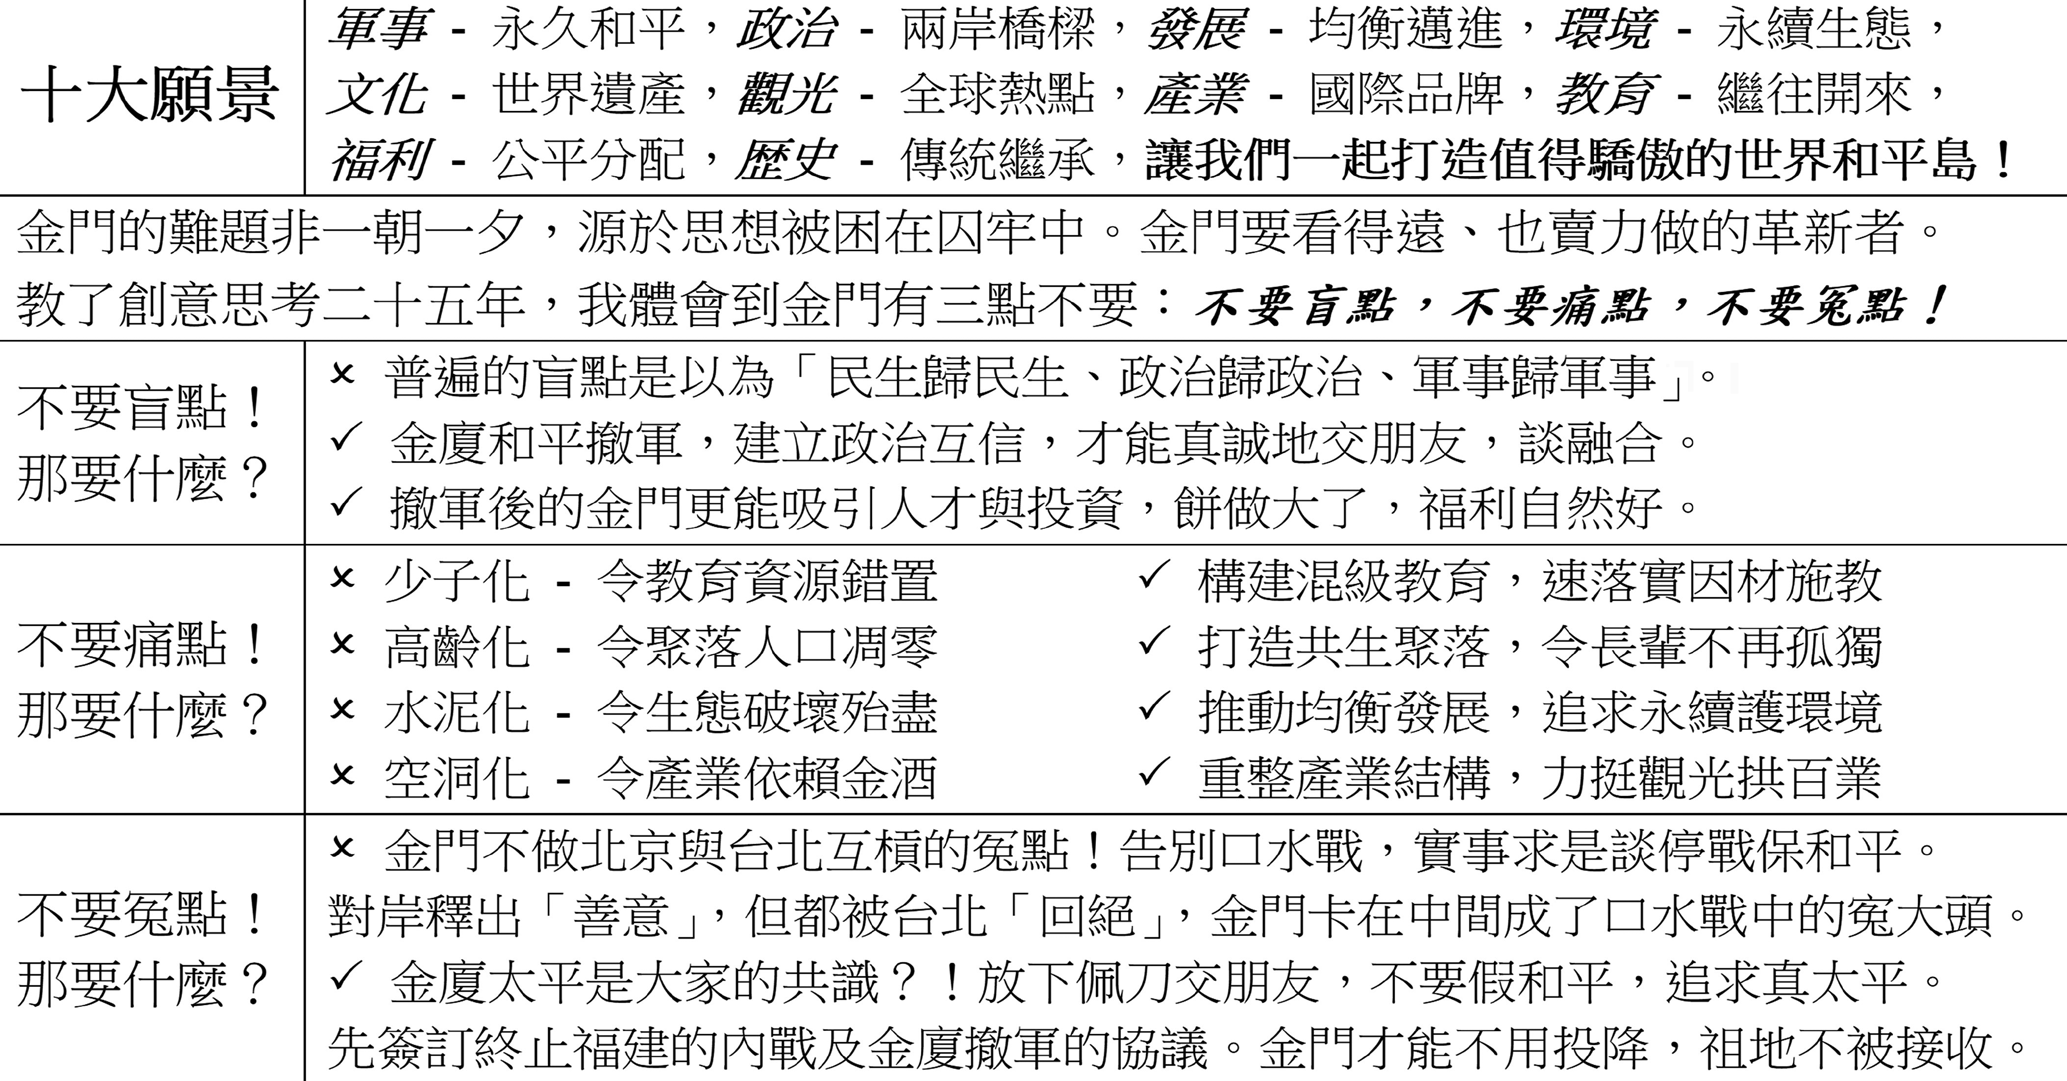 十大願景
軍事 - 永久和平，政治 - 兩岸橋樑，發展 - 均衡邁進，環境 - 永續生態，
文化 - 世界遺產，觀光 - 全球熱點，產業 - 國際品牌，教育 - 繼往開來，
福利 - 公平分配，歷史 - 傳統繼承，讓我們一起打造值得驕傲的世界和平島！
金門的難題非一朝一夕，源於思想被困在囚牢中。金門要看得遠、也賣力做的革新者。
教了創意思考二十五年，我體會到金門有三點不要：不要盲點，不要痛點，不要冤點！
不要盲點！
那要什麼？
× 普遍的盲點是以為「民生歸民生、政治歸政治、軍事歸軍事」。
✓ 金廈和平撤軍，建立政治互信，才能真誠地交朋友，談融合。
✓ 撤軍後的金門更能吸引人才與投資，餅做大了，福利自然好。
不要痛點！
那要什麼？
× 少子化 - 令教育資源錯置 ✓ 構建混級教育，速落實因材施教
× 高齡化 - 令聚落人口凋零 ✓ 打造共生聚落，令長輩不再孤獨
× 水泥化 - 令生態破壞殆盡 ✓ 推動均衡發展，追求永續護環境
× 空洞化 - 令產業依賴金酒 ✓ 重整產業結構，力挺觀光拱百業
不要冤點！
那要什麼？
× 金門不做北京與台北互槓的冤點！告別口水戰，實事求是談停戰保和平。
對岸釋出「善意」，但都被台北「回絕」，金門卡在中間成了口水戰中的寃大頭。
✓ 金廈太平是大家的共識？！放下佩刀交朋友，不要假和平，追求真太平。
先簽訂終止福建的內戰及金廈撤軍的協議。金門才能不用投降，祖地不被接收。